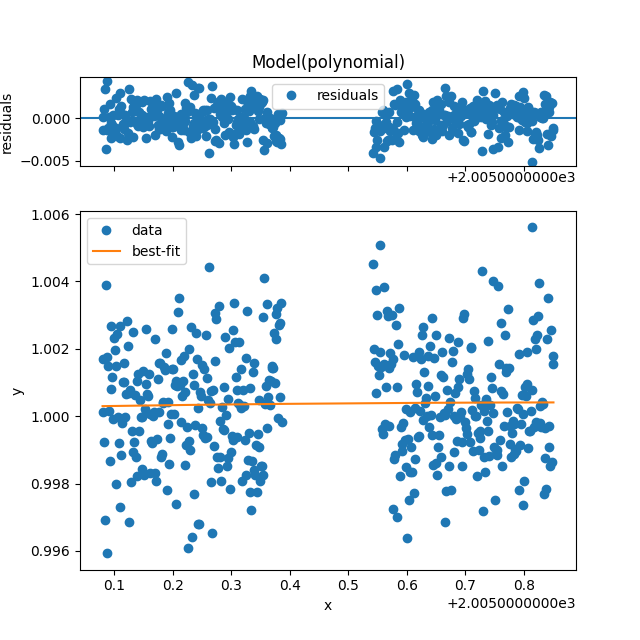 Model(polynomial)
residuals
0.000
−0.005
residuals
+2.0050000000e3
1.006
1.004
1.002
1.000
0.998
0.996
data
best-fit
y
0.1 0.2 0.3 0.4 0.5 0.6 0.7 0.8
x
+2.0050000000e3